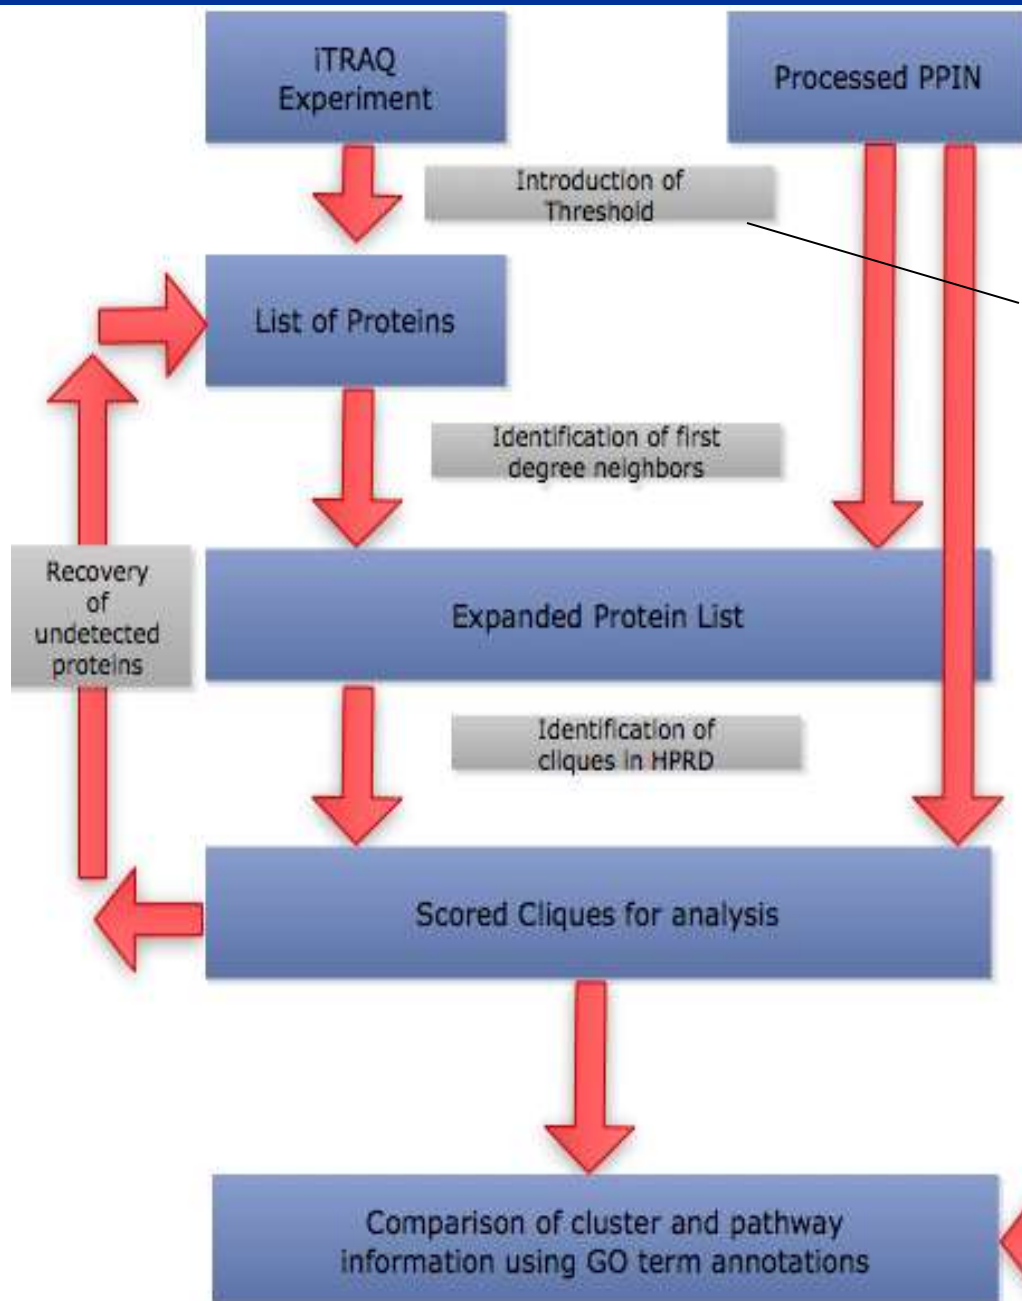 iTRAQ
Experiment
Processed PPIN
Introduction of
Threshold
List of Proteins
Identification of first
degree neighbors
Recovery
of
undetected
proteins
Expanded Protein List
Identification of
cliques in HPRD
Scored Cliques for analysis
Comparison of cluster and pathway
information using GO term annotations